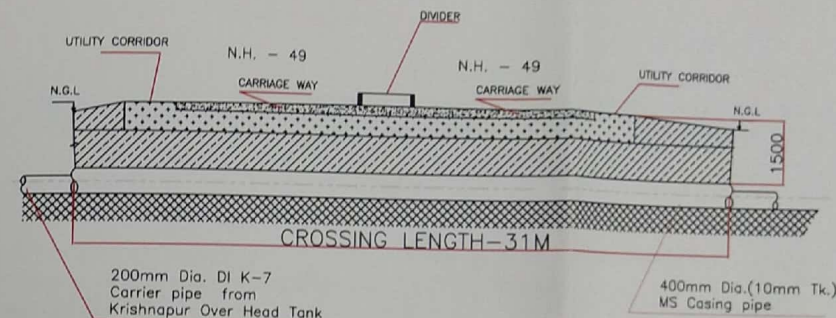 DIVIDER
UTILITY CORRIDOR
N.H. - 49
N.H. - 49
CARRIAGE WAY
CARRIAGE WAY
UTILITY CORRIDOR
N.G.L
N.G.L
1500
CROSSING LENGTH-31M
200mm Dia. DI K-7
Carrier pipe from
Krishnapur Over Head Tank
400mm Dia.(10mm Tk.)
MS Casing pipe